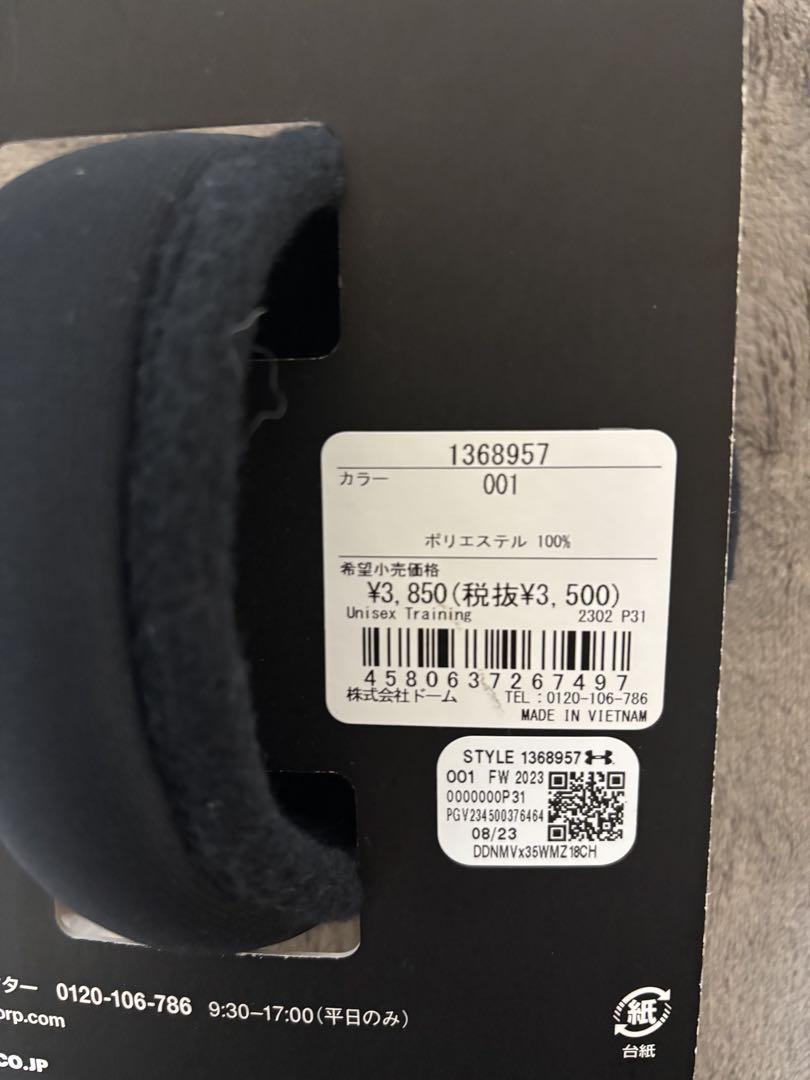 1368957
カラー 001
ポリエステル 100%
希望小売価格
¥3,850(税抜¥3,500)
Unisex Training 2302 P31
4580637267497
株式会社ドーム TEL:0120-106-786
MADE IN VIETNAM
STYLE 1368957
001 FW 2023
0000000P31
PGV234500376464
08/23
DDNMVx35WMZ18CH
ター 0120-106-786 9:30–17:00(平日のみ)
orp.com
CO.JP
紙
台紙